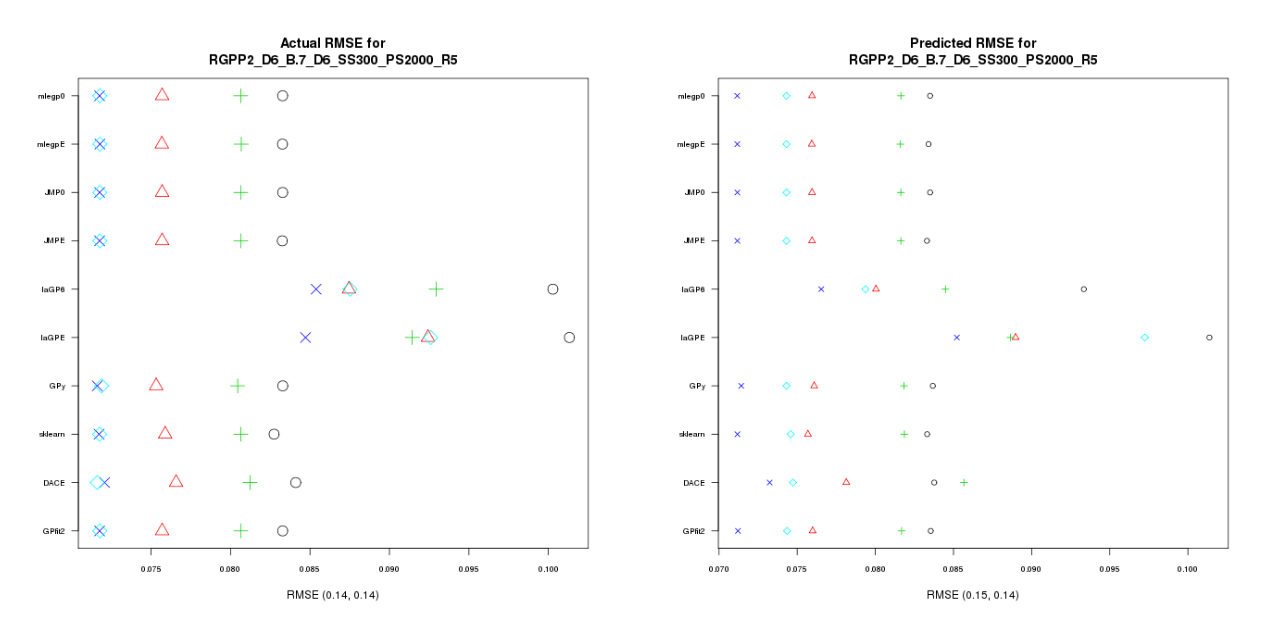 Actual RMSE for
RGPP2_D6_B.7_D6_SS300_PS2000_R5
mlegp0
mlegpE
JMP0
JMPE
laGP6
laGPE
GPy
sklearn
DACE
GPfit2
0.075 0.080 0.085 0.090 0.095 0.100
RMSE (0.14, 0.14)
Predicted RMSE for
RGPP2_D6_B.7_D6_SS300_PS2000_R5
mlegp0
mlegpE
JMP0
JMPE
laGP6
laGPE
GPy
sklearn
DACE
GPfit2
0.070 0.075 0.080 0.085 0.090 0.095 0.100
RMSE (0.15, 0.14)